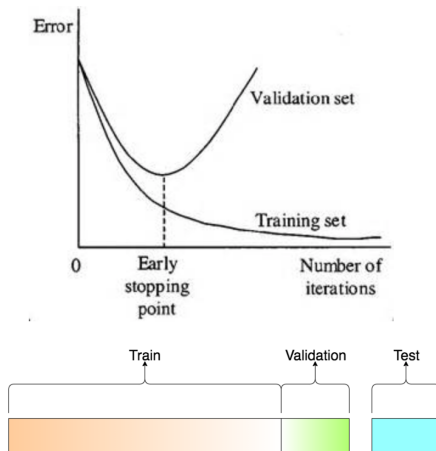 Error
Validation set
Training set
0
Early
stopping
point
Number of
iterations
Train
Validation
Test